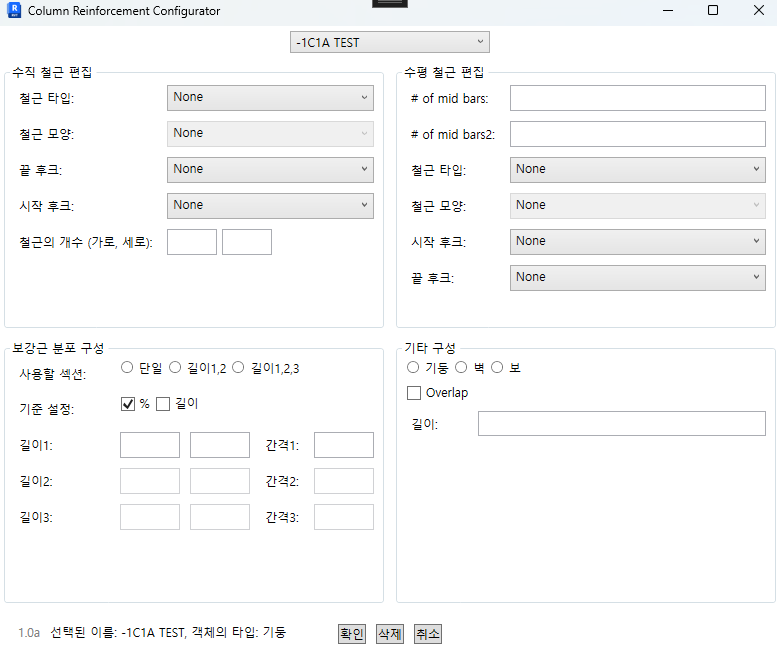 Column Reinforcement Configurator
-1C1A TEST
수직 철근 편집
철근 타입: None
철근 모양: None
끝 후크: None
시작 후크: None
철근의 개수 (가로, 세로):
수평 철근 편집
# of mid bars:
# of mid bars2:
철근 타입: None
철근 모양: None
시작 후크: None
끝 후크: None
보강근 분포 구성
사용할 섹션: 단일 길이1,2 길이1,2,3
기준 설정: % 길이
길이1: 간격1:
길이2: 간격2:
길이3: 간격3:
기타 구성
기둥 벽 보
Overlap
길이:
1.0a 선택된 이름: -1C1A TEST, 객체의 타입: 기둥 확인 삭제 취소